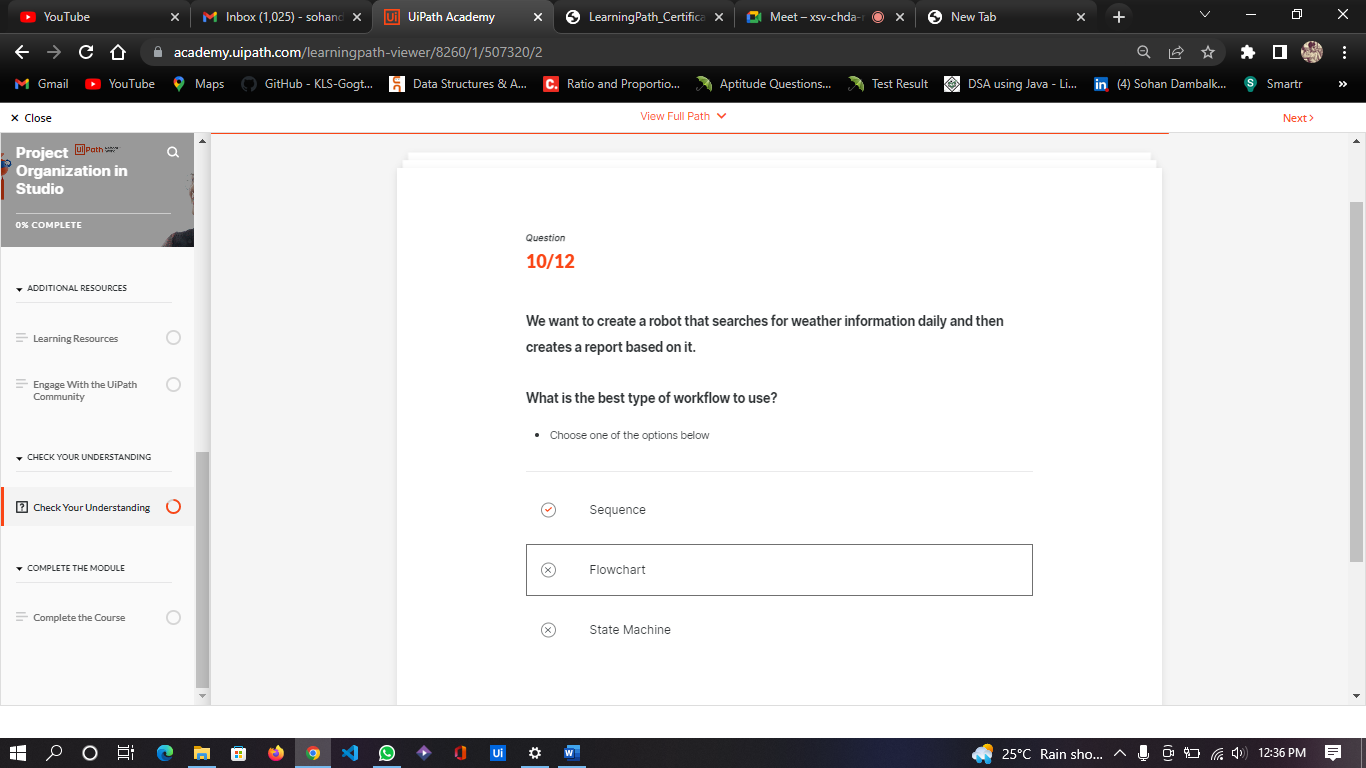 YouTube
Inbox (1,025) - sohand
UiPath Academy
LearningPath_Certifica
Meet – xsv-chda-
New Tab
academy.uipath.com/learningpath-viewer/8260/1/507320/2
Gmail
YouTube
Maps
GitHub - KLS-Gogt...
Data Structures & A...
Ratio and Proportio...
Aptitude Questions...
Test Result
DSA using Java - Li...
(4) Sohan Dambalk...
Smartr
»
Close
View Full Path
Next
Project
UiPath
Organization in
Studio
0% COMPLETE
ADDITIONAL RESOURCES
Learning Resources
Engage With the UiPath
Community
CHECK YOUR UNDERSTANDING
Check Your Understanding
COMPLETE THE MODULE
Complete the Course
Question
10/12
We want to create a robot that searches for weather information daily and then
creates a report based on it.
What is the best type of workflow to use?
• Choose one of the options below
Sequence
Flowchart
State Machine
25°C Rain sho...
12:36 PM